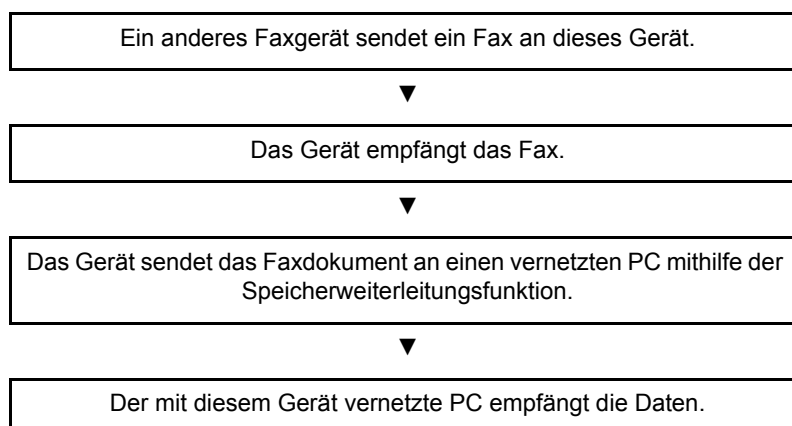 Ein anderes Faxgerät sendet ein Fax an dieses Gerät.
▼
Das Gerät empfängt das Fax.
▼
Das Gerät sendet das Faxdokument an einen vernetzten PC mithilfe der
Speicherweiterleitungsfunktion.
▼
Der mit diesem Gerät vernetzte PC empfängt die Daten.